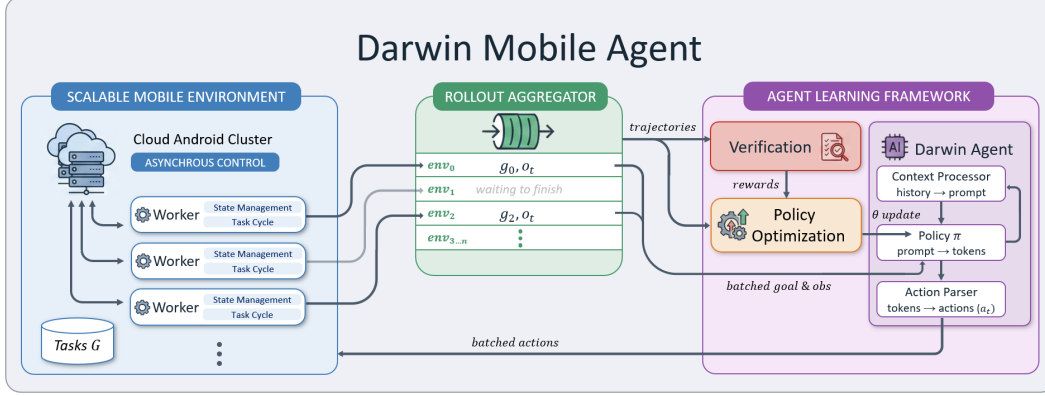 Darwin Mobile Agent
SCALABLE MOBILE ENVIRONMENT
Cloud Android Cluster
ASYNCHROUS CONTROL
Worker
State Management
Task Cycle
Worker
State Management
Task Cycle
Worker
State Management
Task Cycle
Tasks G
ROLLOUT AGGREGATOR
env₀ g₀, oₜ
env₁ waiting to finish
env₂ g₂, oₜ
env₃...ₙ
trajectories
batched goal & obs
batched actions
AGENT LEARNING FRAMEWORK
Verification
rewards
Policy
Optimization
θ update
AI
Darwin Agent
Context Processor
history → prompt
Policy π
prompt → tokens
Action Parser
tokens → actions (aₜ)